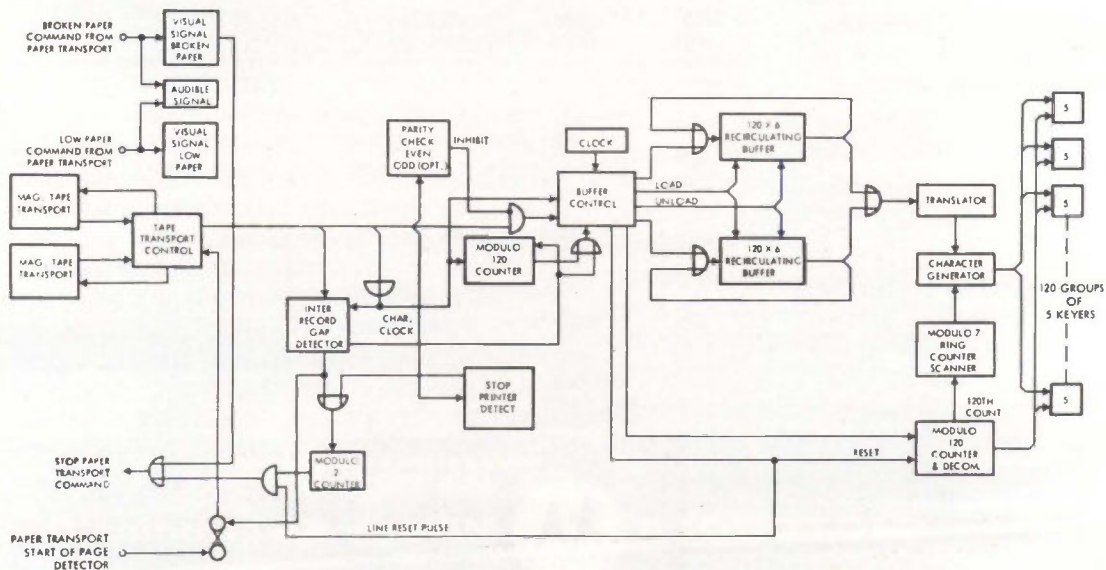 BROKEN PAPER
COMMAND FROM
PAPER TRANSPORT
VISUAL
SIGNAL
BROKEN
PAPER
AUDIBLE
SIGNAL
LOW PAPER
COMMAND FROM
PAPER TRANSPORT
VISUAL
SIGNAL
LOW
PAPER
MAG. TAPE
TRANSPORT
MAG. TAPE
TRANSPORT
TAPE
TRANSPORT
CONTROL
PARITY
CHECK
EVEN
ODD (OPT.)
INHIBIT
MODULO
120
COUNTER
INTER
RECORD
GAP
DETECTOR
CHAR.
CLOCK
STOP
PRINTER
DETECT
MODULO
2
COUNTER
STOP PAPER
TRANSPORT
COMMAND
PAPER TRANSPORT
START OF PAGE
DETECTOR
LINE RESET PULSE
CLOCK
BUFFER
CONTROL
LOAD
UNLOAD
120 X 6
RECIRCULATING
BUFFER
120 X 6
RECIRCULATING
BUFFER
TRANSLATOR
CHARACTER
GENERATOR
MODULO 7
RING
COUNTER
SCANNER
120TH
COUNT
RESET
MODULO
120
COUNTER
& DECOM.
5
5
5
120 GROUPS
OF
5 KEYERS
5